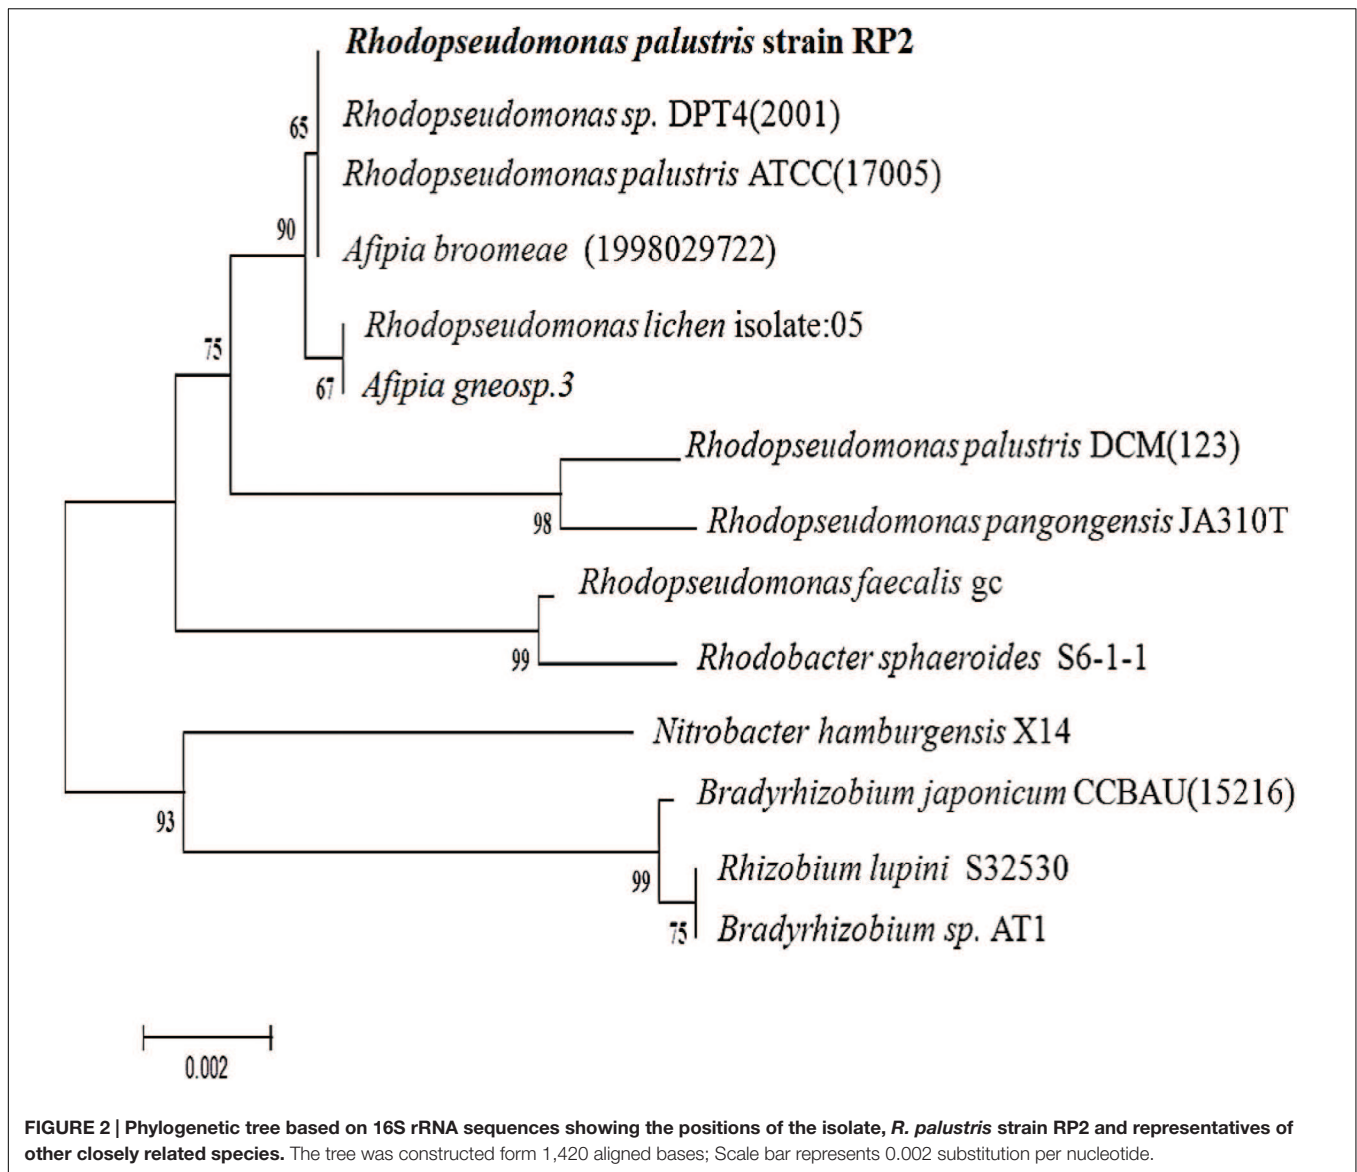 Rhodopseudomonas palustris strain RP2
65
Rhodopseudomonas sp. DPT4(2001)
Rhodopseudomonas palustris ATCC(17005)
90
Afipia broomeae (1998029722)
Rhodopseudomonas lichen isolate:05
75
67
Afipia gneosp.3
Rhodopseudomonas palustris DCM(123)
98
Rhodopseudomonas pangongensis JA310T
Rhodopseudomonas faecalis gc
99
Rhodobacter sphaeroides S6-1-1
Nitrobacter hamburgensis X14
93
Bradyrhizobium japonicum CCBAU(15216)
99
Rhizobium lupini S32530
75
Bradyrhizobium sp. AT1
0.002
FIGURE 2 | Phylogenetic tree based on 16S rRNA sequences showing the positions of the isolate, R. palustris strain RP2 and representatives of
other closely related species. The tree was constructed form 1,420 aligned bases; Scale bar represents 0.002 substitution per nucleotide.